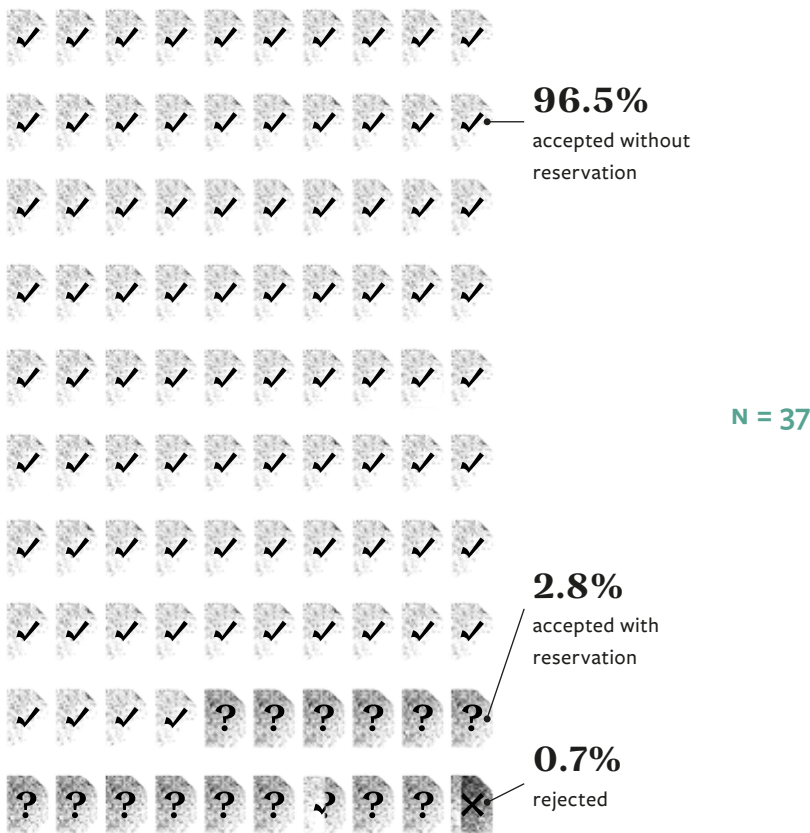 96.5%
accepted without
reservation
N = 37
2.8%
accepted with
reservation
0.7%
rejected
? ? ? ? ? ?
? ? ? ? ? ? ? ? ?